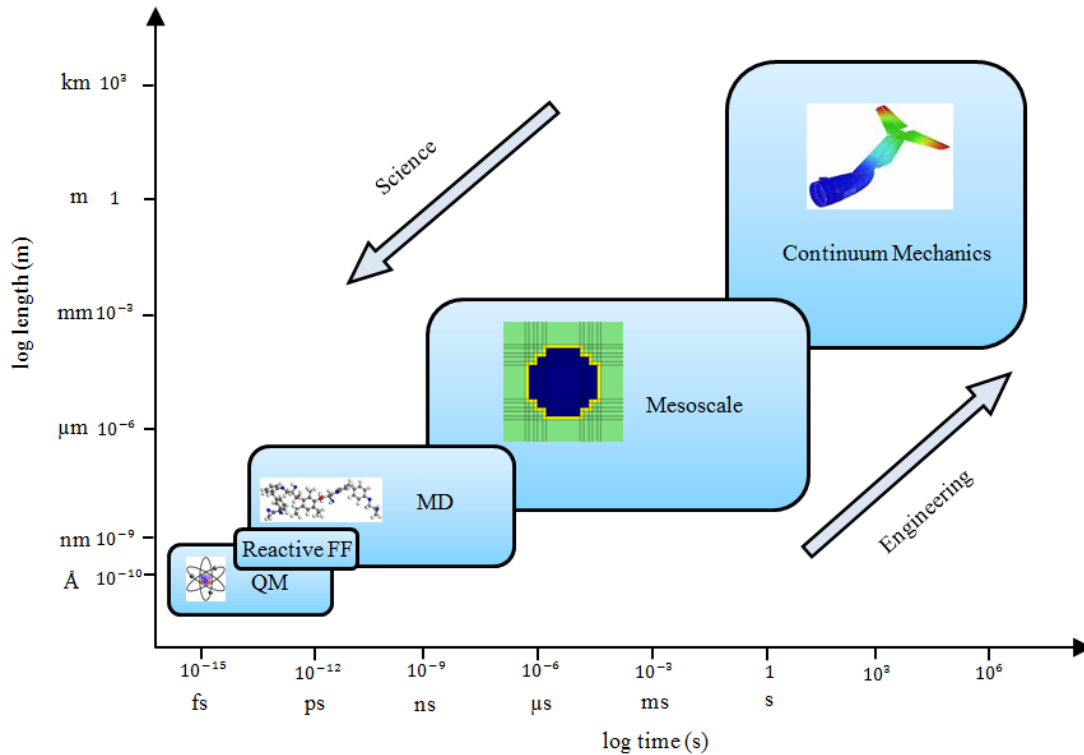 km 10³
Science
m 1
Continuum Mechanics
log length (m)
mm 10⁻³
Mesoscale
µm 10⁻⁶
MD
Engineering
nm 10⁻⁹
Reactive FF
Å 10⁻¹⁰
QM
10⁻¹⁵ 10⁻¹² 10⁻⁹ 10⁻⁶ 10⁻³ 1 10³ 10⁶
fs ps ns µs ms s
log time (s)